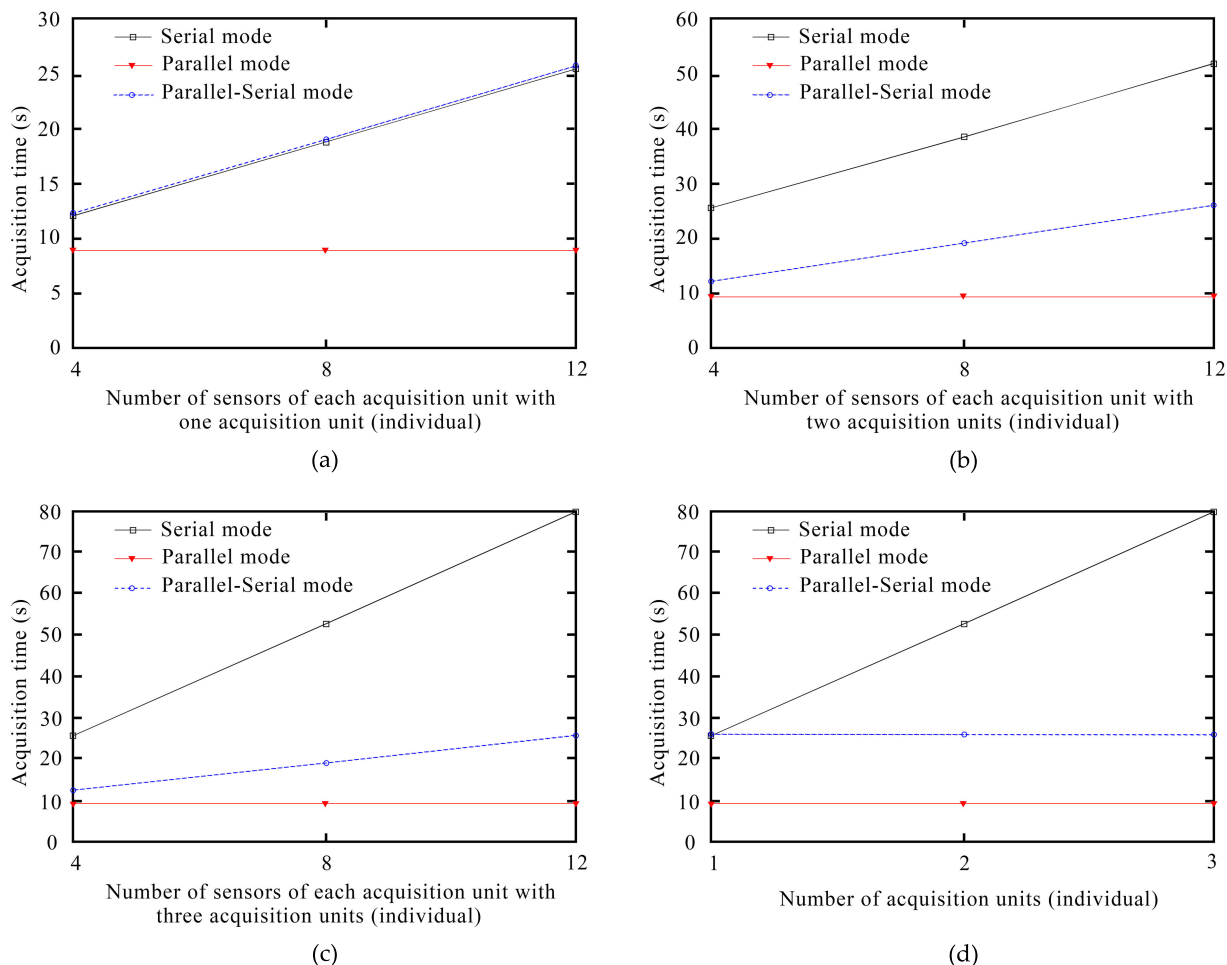 30
25
20
15
10
5
0
Acquisition time (s)
Serial mode
Parallel mode
Parallel-Serial mode
4
8
12
Number of sensors of each acquisition unit with
one acquisition unit (individual)
(a)
60
50
40
30
20
10
0
Acquisition time (s)
Serial mode
Parallel mode
Parallel-Serial mode
4
8
12
Number of sensors of each acquisition unit with
two acquisition units (individual)
(b)
80
70
60
50
40
30
20
10
0
Acquisition time (s)
Serial mode
Parallel mode
Parallel-Serial mode
4
8
12
Number of sensors of each acquisition unit with
three acquisition units (individual)
(c)
80
70
60
50
40
30
20
10
0
Acquisition time (s)
Serial mode
Parallel mode
Parallel-Serial mode
1
2
3
Number of acquisition units (individual)
(d)